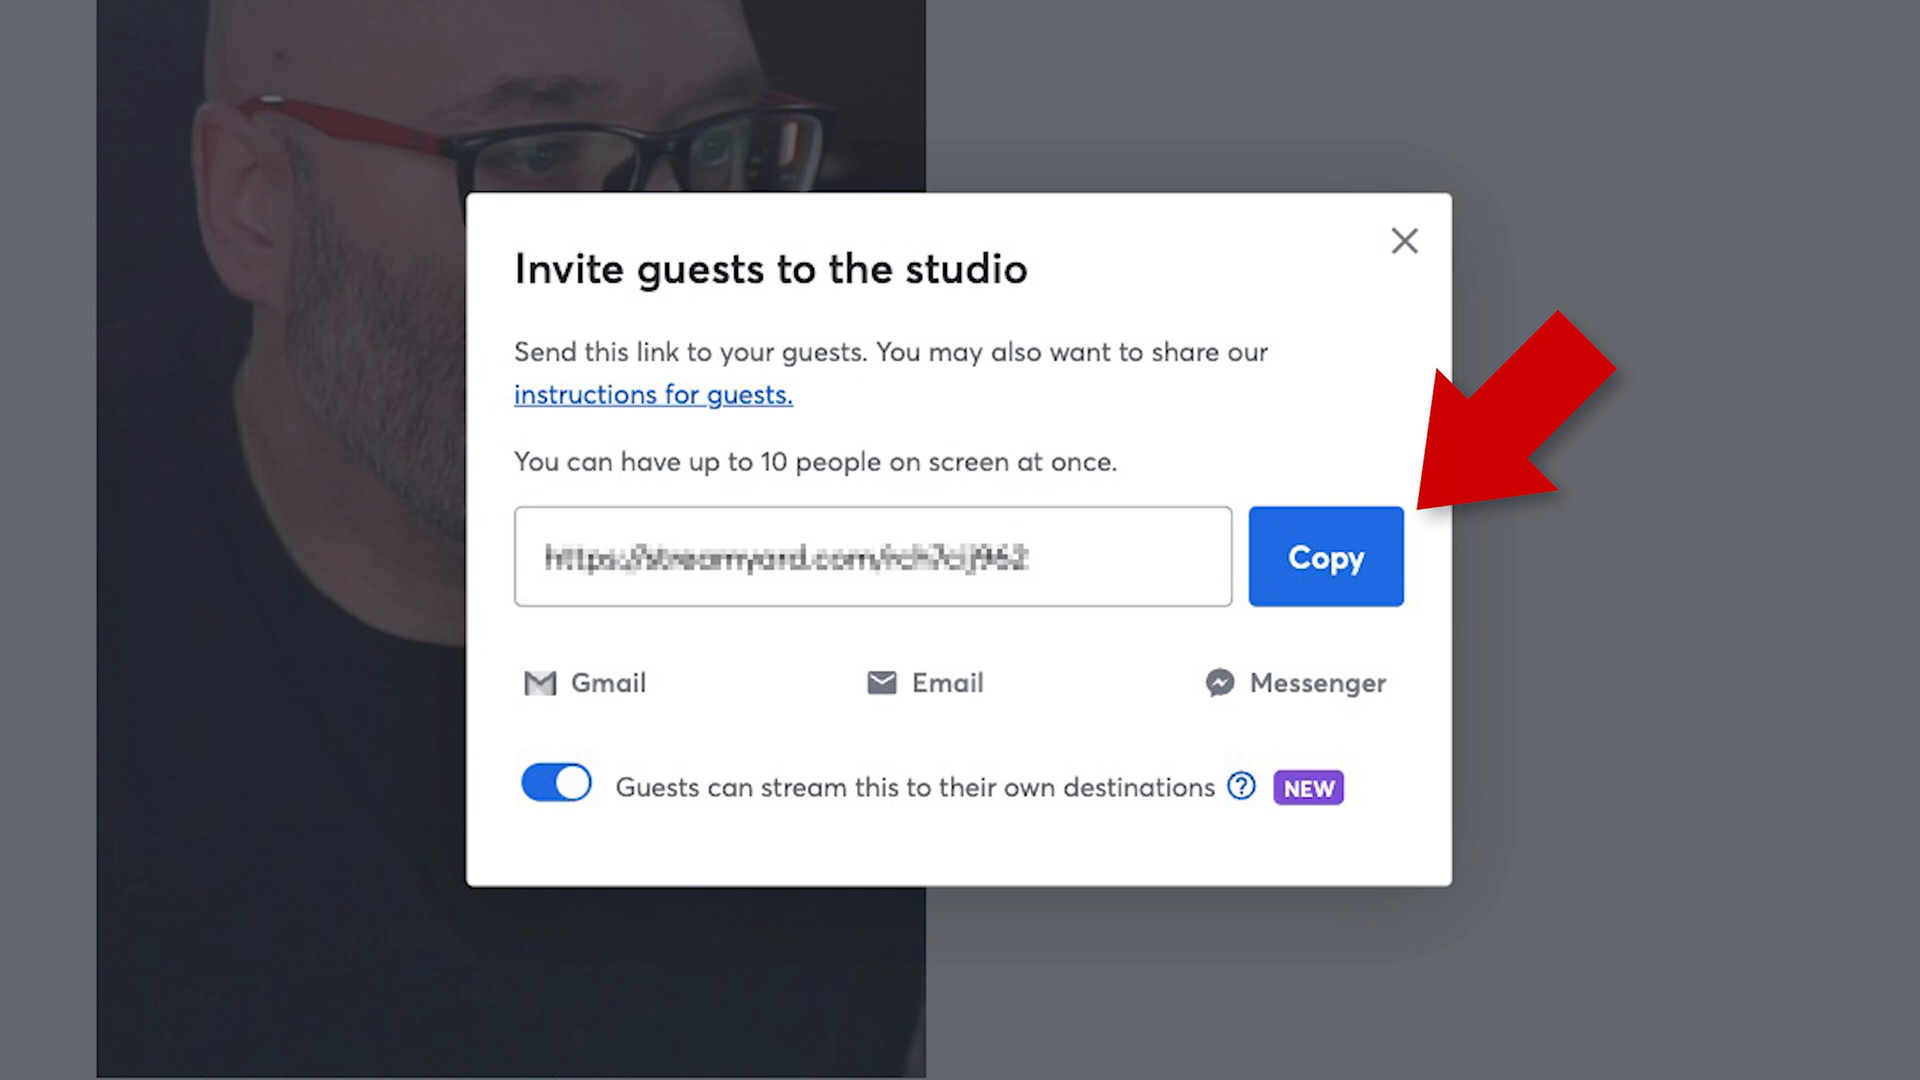 Invite guests to the studio
Send this link to your guests. You may also want to share our
instructions for guests.
You can have up to 10 people on screen at once.
Copy
Gmail
Email
Messenger
Guests can stream this to their own destinations
NEW